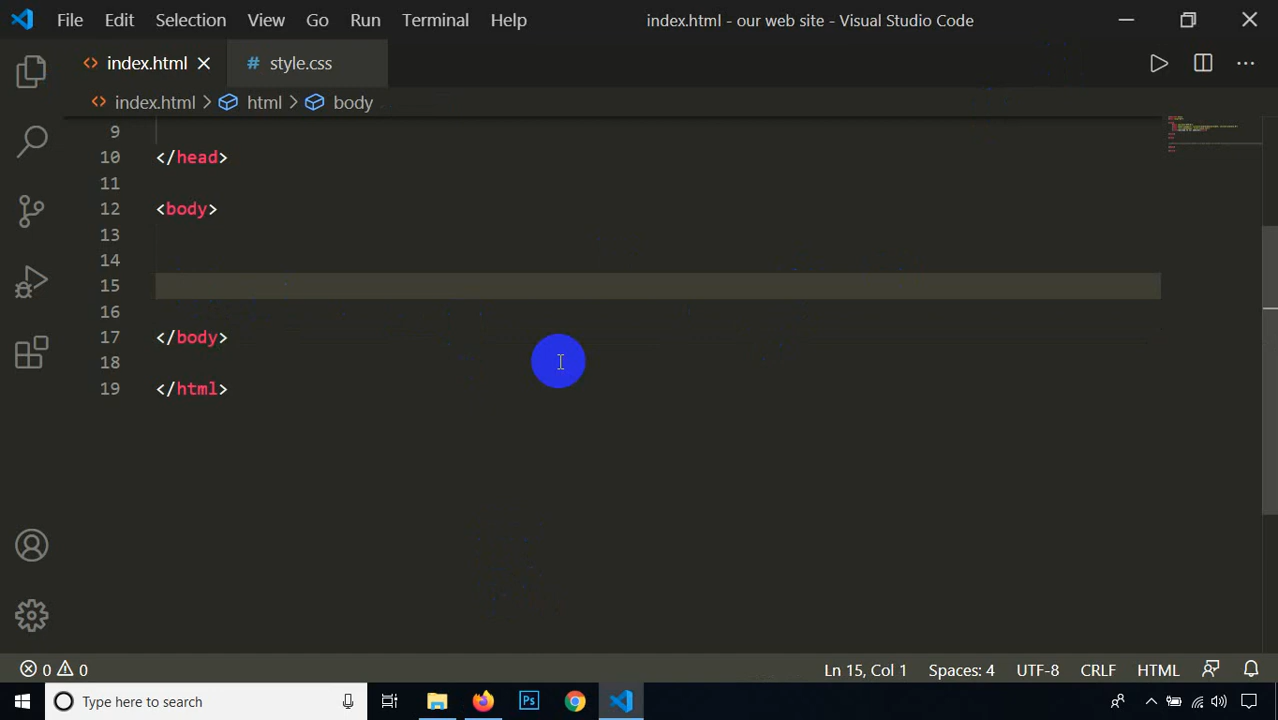 File Edit Selection View Go Run Terminal Help index.html - our web site - Visual Studio Code
<> index.html × # style.css
<> index.html > html > body
9
10 </head>
11
12 <body>
13
14
15
16
17 </body>
18
19 </html>
0 0 Ln 15, Col 1 Spaces: 4 UTF-8 CRLF HTML
Type here to search Ps